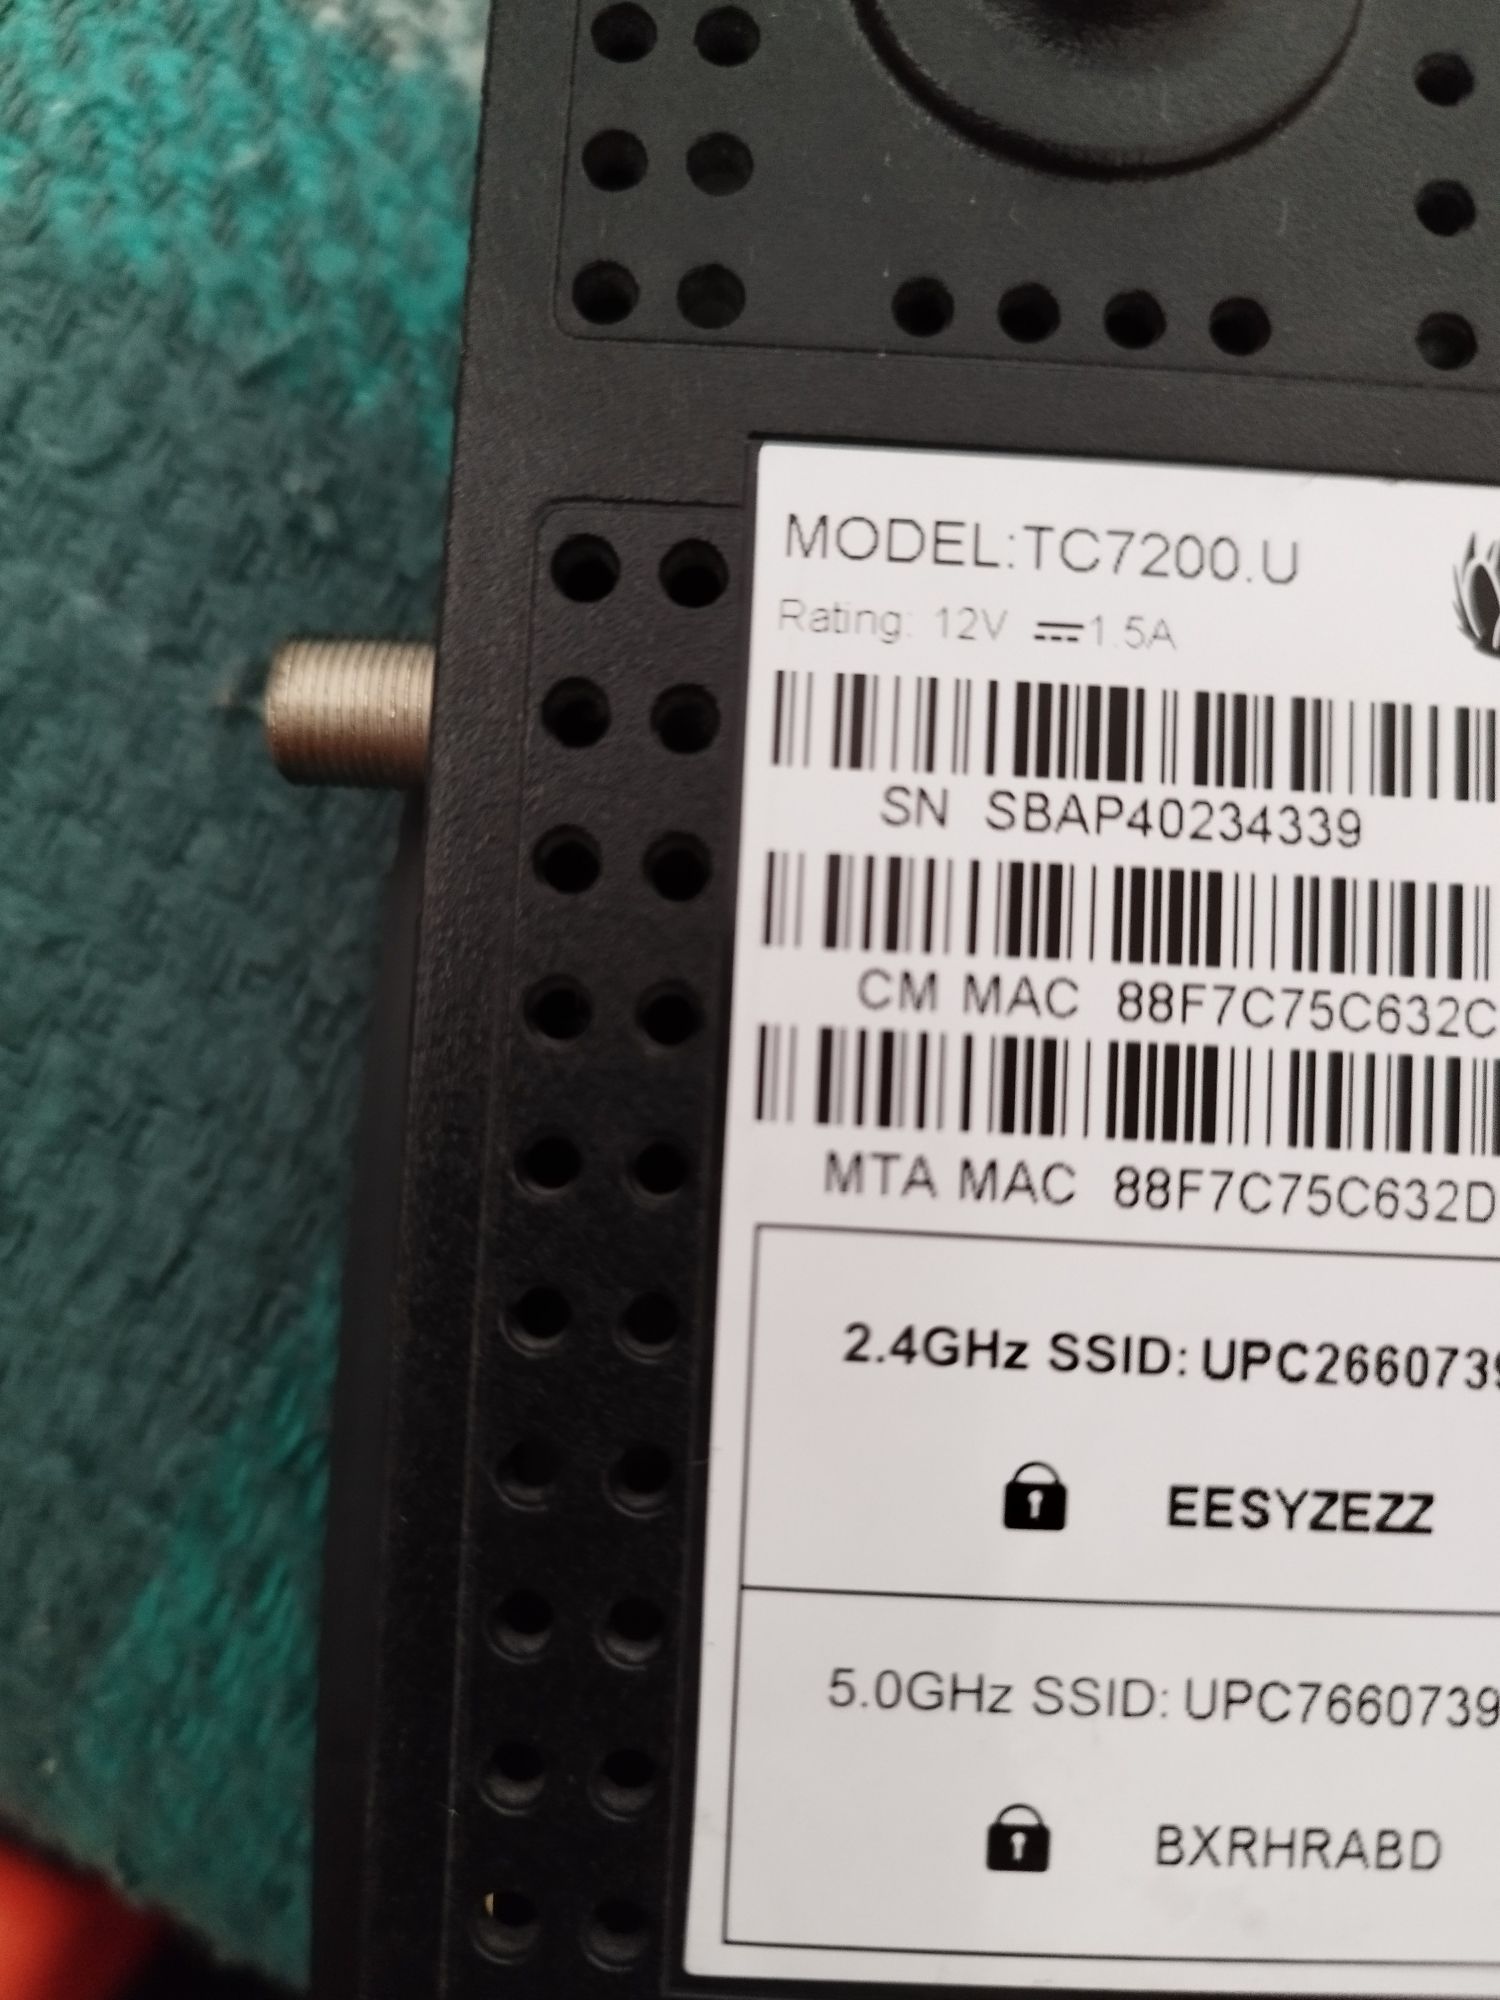 MODEL:TC7200.U
Rating: 12V 1.5A
SN SBAP40234339
CM MAC 88F7C75C632C
MTA MAC 88F7C75C632D
2.4GHz SSID: UPC2660739
EESYZEZZ
5.0GHz SSID: UPC7660739
BXRHRABD